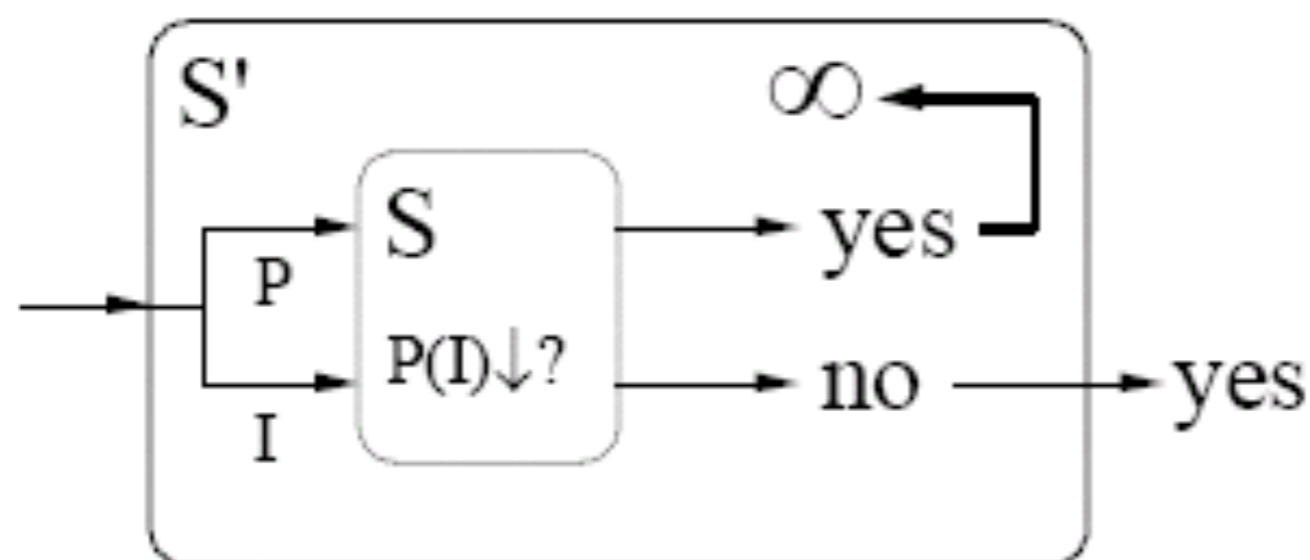 S' ∞
S yes
P
P(I)↓?
no yes
I